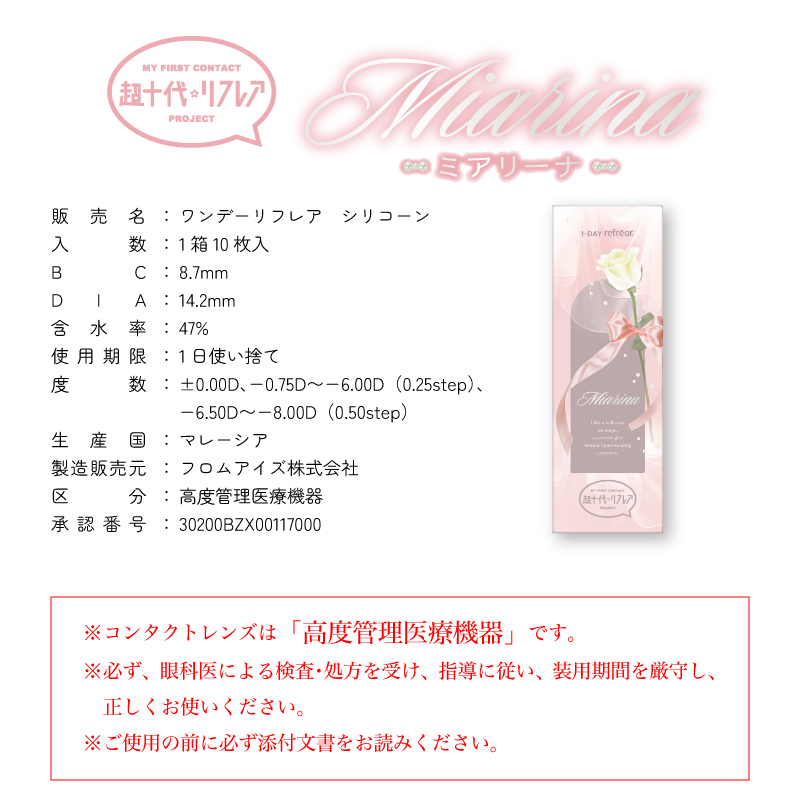 MY FIRST CONTACT
超十代☆リフレア
PROJECT
Miarina
ミアリーナ
販売名：ワンデーリフレア　シリコーン
入数：1箱10枚入
BC：8.7mm
DIA：14.2mm
含水率：47%
使用期限：1日使い捨て
度数：±0.00D、−0.75D〜−6.00D（0.25step）、
−6.50D〜−8.00D（0.50step）
生産国：マレーシア
製造販売元：フロムアイズ株式会社
区分：高度管理医療機器
承認番号：30200BZX00117000
1-DAY refrear
Miarina
Like a ballerina
on stage,
MY FIRST CONTACT
超十代☆リフレア
PROJECT
※コンタクトレンズは「高度管理医療機器」です。
※必ず、眼科医による検査・処方を受け、指導に従い、装用期間を厳守し、
正しくお使いください。
※ご使用の前に必ず添付文書をお読みください。